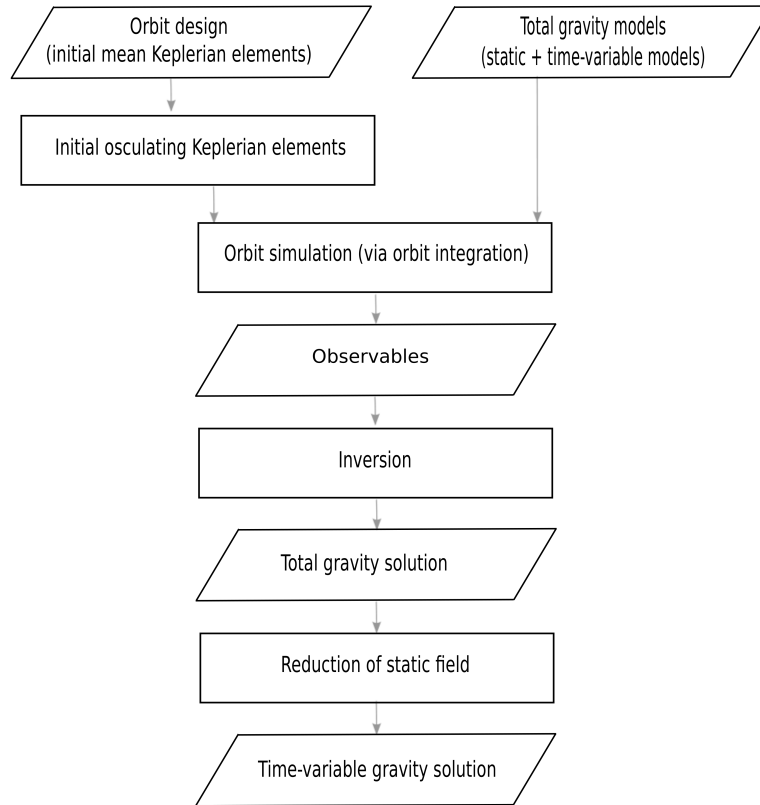 Orbit design
(initial mean Keplerian elements)
Total gravity models
(static + time-variable models)
Initial osculating Keplerian elements
Orbit simulation (via orbit integration)
Observables
Inversion
Total gravity solution
Reduction of static field
Time-variable gravity solution